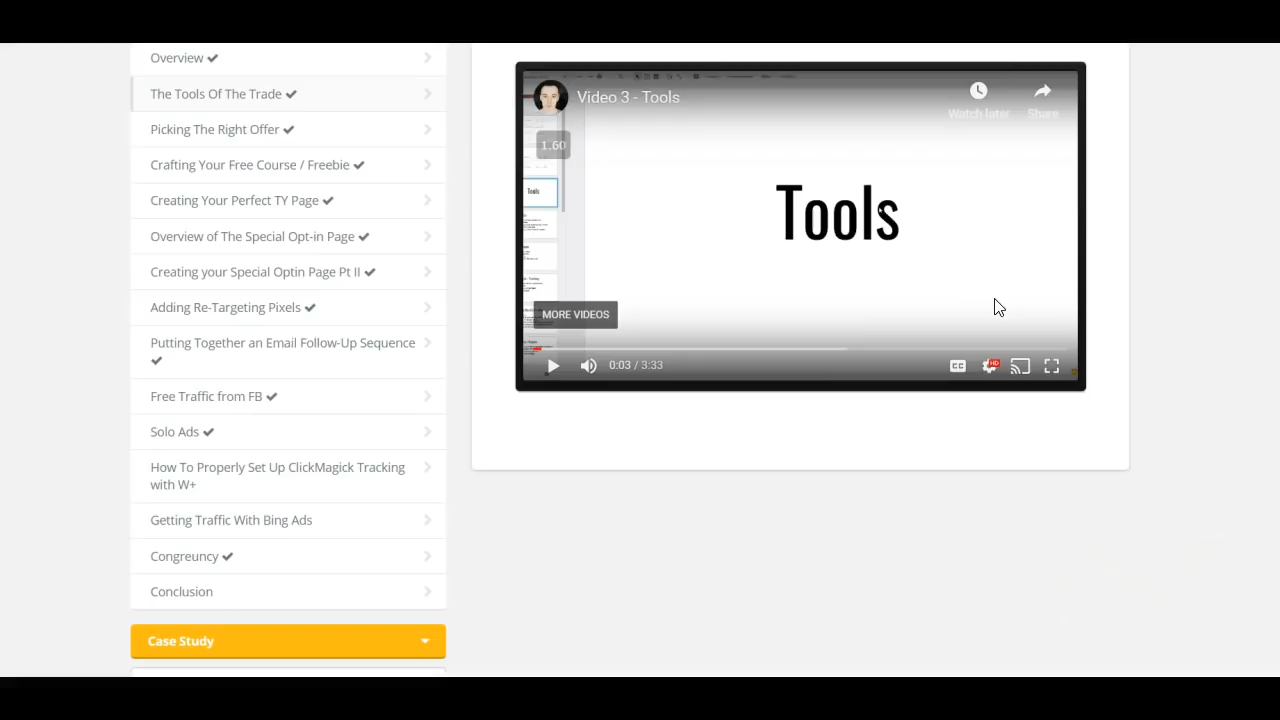 Overview ✔
The Tools Of The Trade ✔
Picking The Right Offer ✔
Crafting Your Free Course / Freebie ✔
Creating Your Perfect TY Page ✔
Overview of The Special Opt-in Page ✔
Creating your Special Optin Page Pt II ✔
Adding Re-Targeting Pixels ✔
Putting Together an Email Follow-Up Sequence
✔
Free Traffic from FB ✔
Solo Ads ✔
How To Properly Set Up ClickMagick Tracking
with W+
Getting Traffic With Bing Ads
Congreuncy ✔
Conclusion
Case Study
Video 3 - Tools
Watch later
Share
1.60
Tools
Tools
MORE VIDEOS
0:03 / 3:33
CC
HD